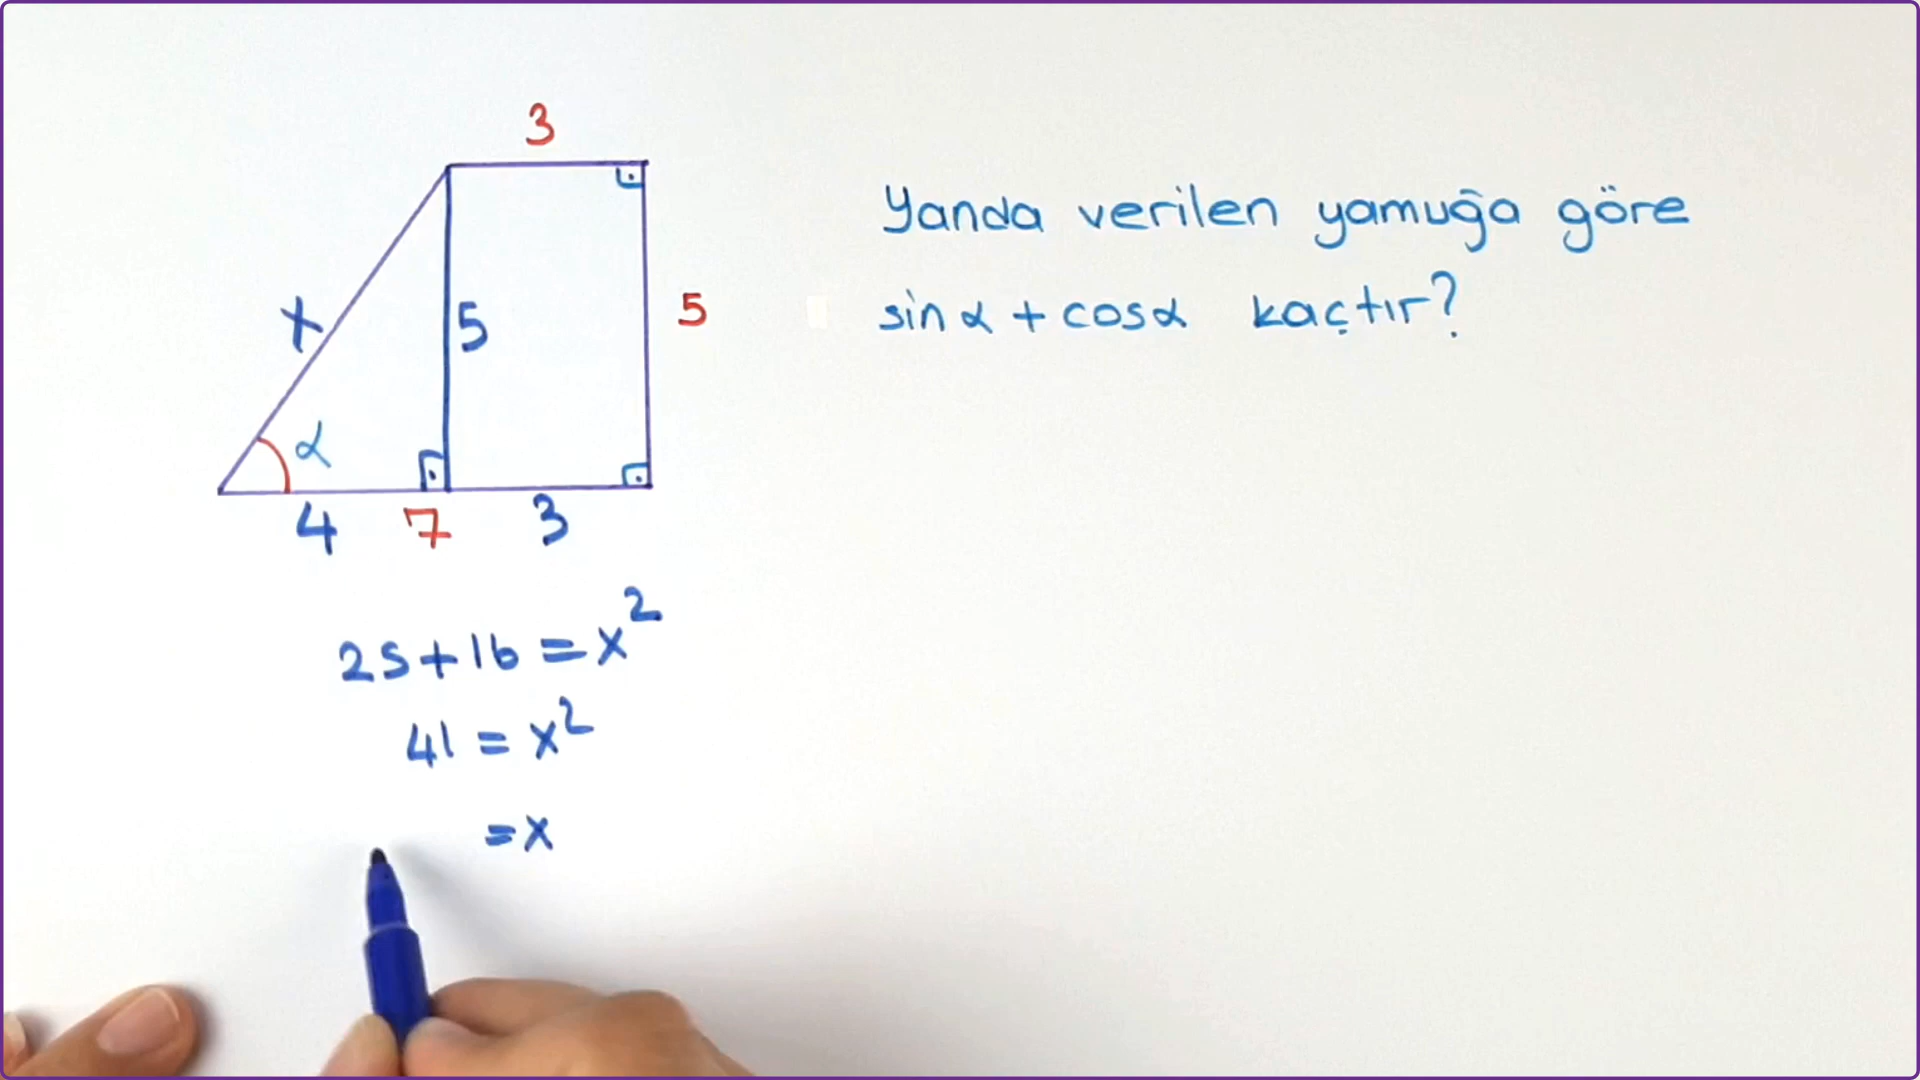 3
Yanda verilen yamuğa göre
sin α + cos α kaçtır?
x
5
5
α
4
7
3
25+16=x²
41=x²
=x